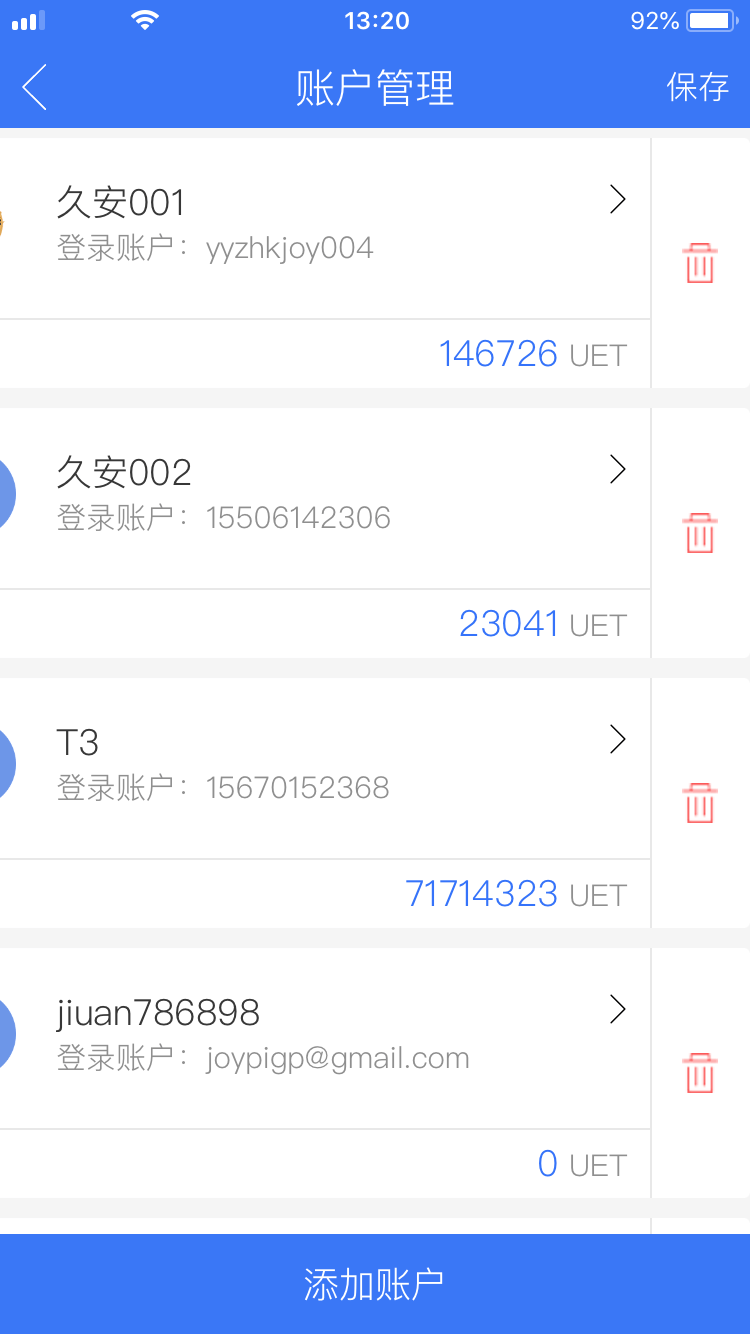 13:20
92%
账户管理
保存
久安001
登录账户：yyzhkjoy004
146726 UET
久安002
登录账户：15506142306
23041 UET
T3
登录账户：15670152368
71714323 UET
jiuan786898
登录账户：joypigp@gmail.com
0 UET
添加账户